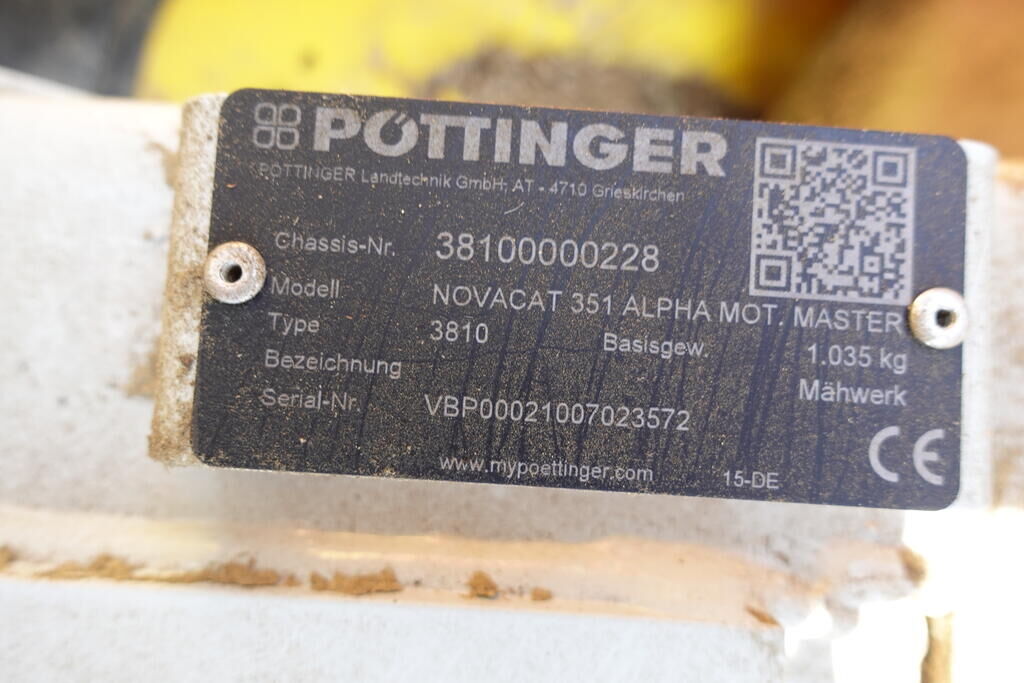 PÖTTINGER
PÖTTINGER Landtechnik GmbH, AT - 4710 Grieskirchen
Chassis-Nr. 38100000228
Modell NOVACAT 351 ALPHA MOT. MASTER
Type 3810 Basisgew. 1.035 kg
Bezeichnung Mähwerk
Serial-Nr. VBP00021007023572
www.mypoettinger.com 15-DE
CE